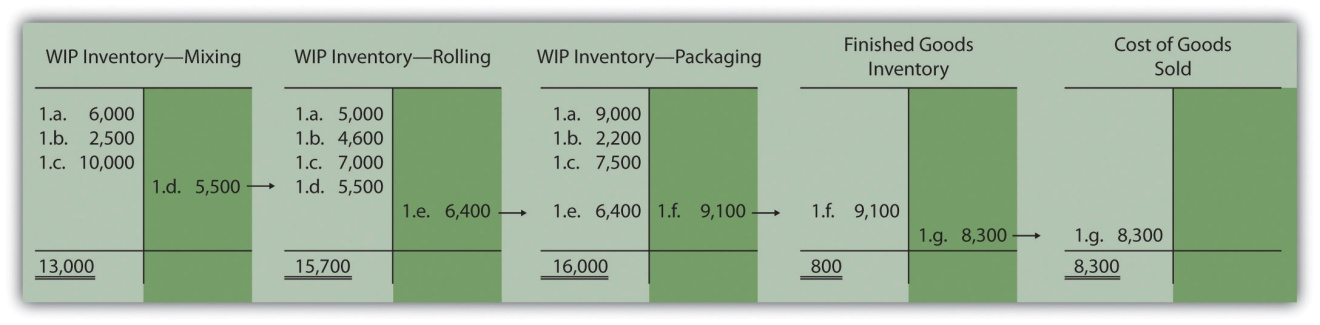 WIP Inventory—Mixing
1.a. 6,000
1.b. 2,500
1.c. 10,000
1.d. 5,500
13,000
WIP Inventory—Rolling
1.a. 5,000
1.b. 4,600
1.c. 7,000
1.d. 5,500
1.e. 6,400
15,700
WIP Inventory—Packaging
1.a. 9,000
1.b. 2,200
1.c. 7,500
1.e. 6,400
1.f. 9,100
16,000
Finished Goods
Inventory
1.f. 9,100
1.g. 8,300
800
Cost of Goods
Sold
1.g. 8,300
8,300